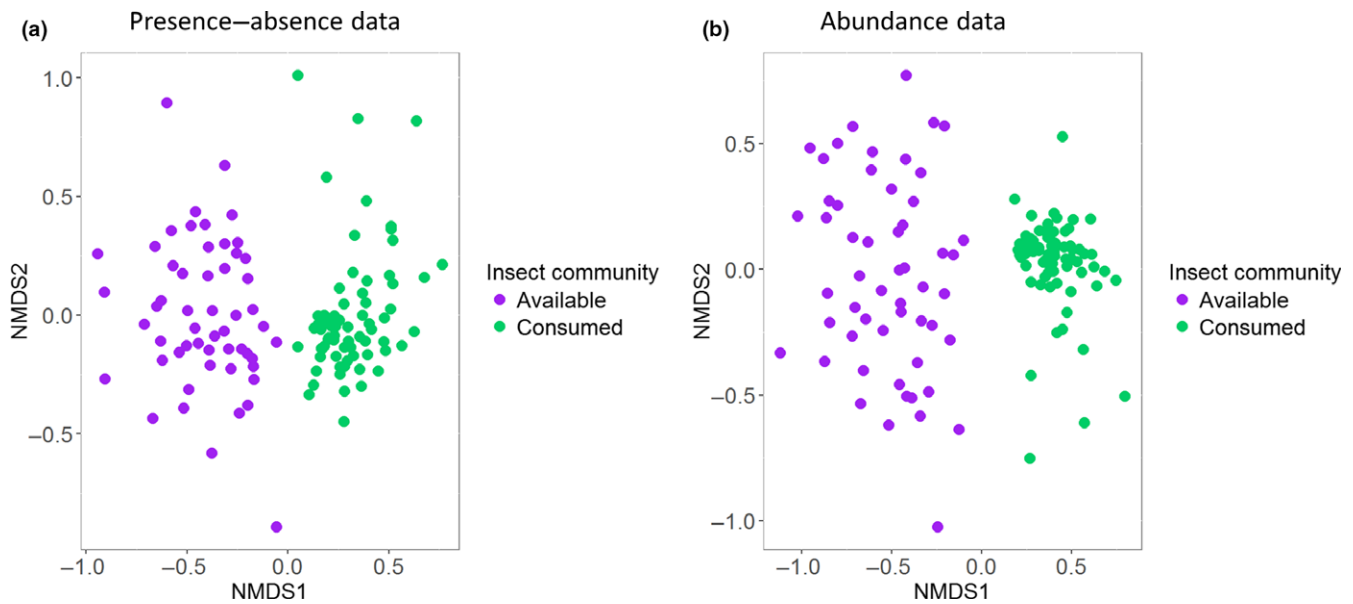 (a) Presence–absence data
1.0
0.5
0.0
−0.5
NMDS2
−1.0 −0.5 0.0 0.5
NMDS1
Insect community
Available
Consumed
(b) Abundance data
0.5
0.0
−0.5
−1.0
NMDS2
−1.0 −0.5 0.0 0.5
NMDS1
Insect community
Available
Consumed